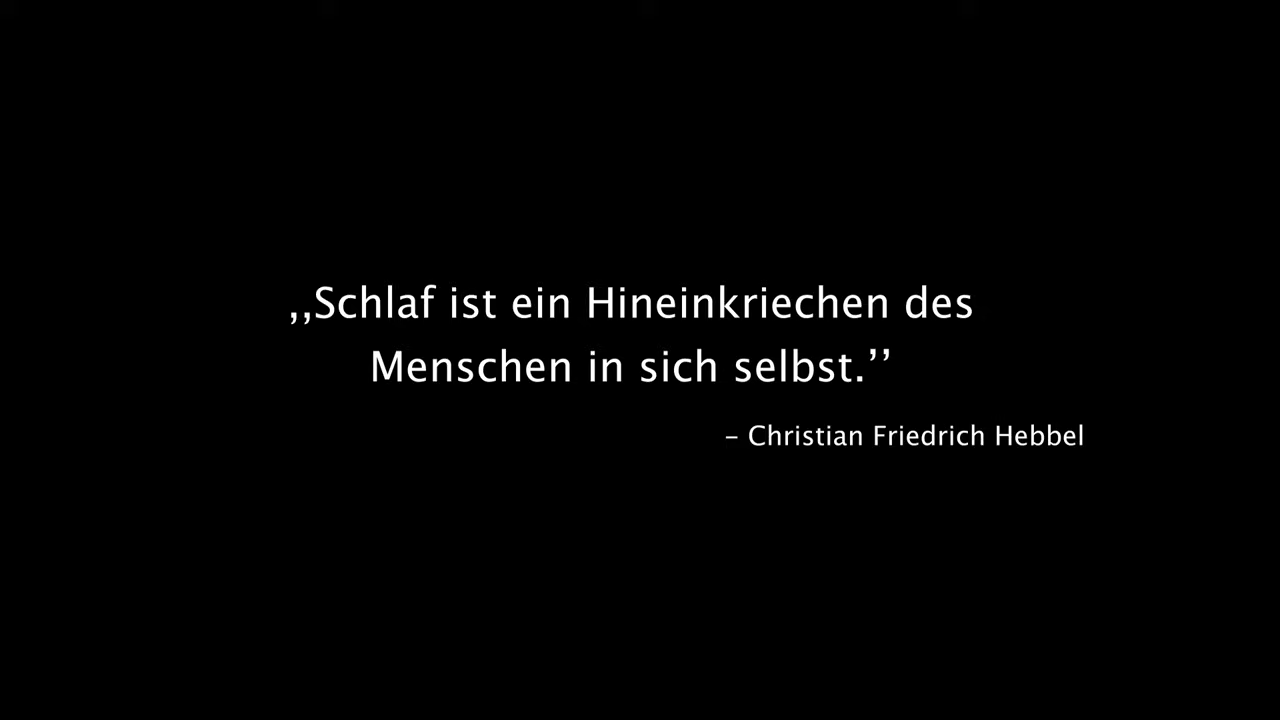 ,,Schlaf ist ein Hineinkriechen des
Menschen in sich selbst.’’
– Christian Friedrich Hebbel